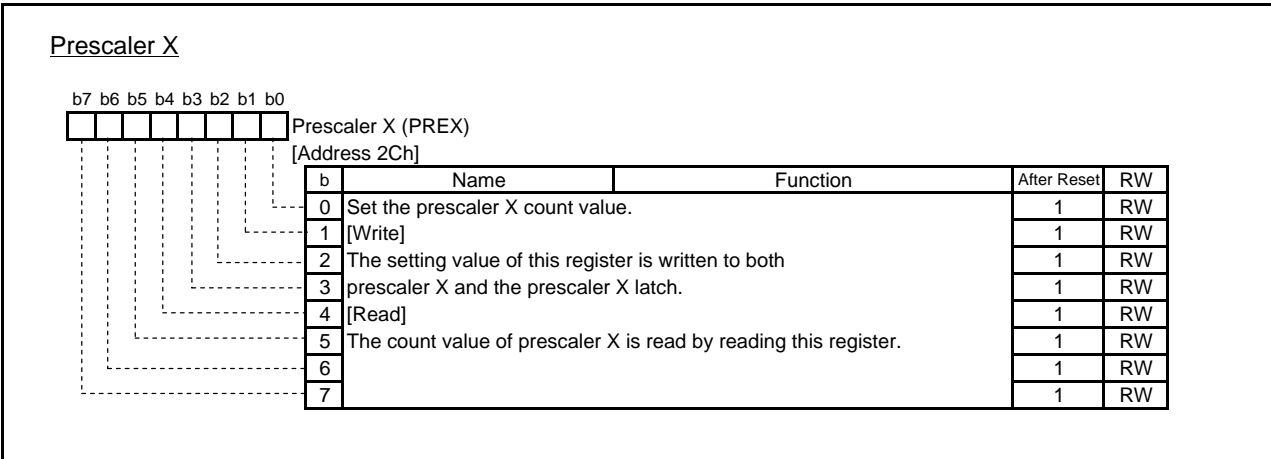 Prescaler X
b7 b6 b5 b4 b3 b2 b1 b0
Prescaler X (PREX)
[Address 2Ch]
b Name Function After Reset RW
0 Set the prescaler X count value. 1 RW
1 [Write] 1 RW
2 The setting value of this register is written to both 1 RW
3 prescaler X and the prescaler X latch. 1 RW
4 [Read] 1 RW
5 The count value of prescaler X is read by reading this register. 1 RW
6 1 RW
7 1 RW